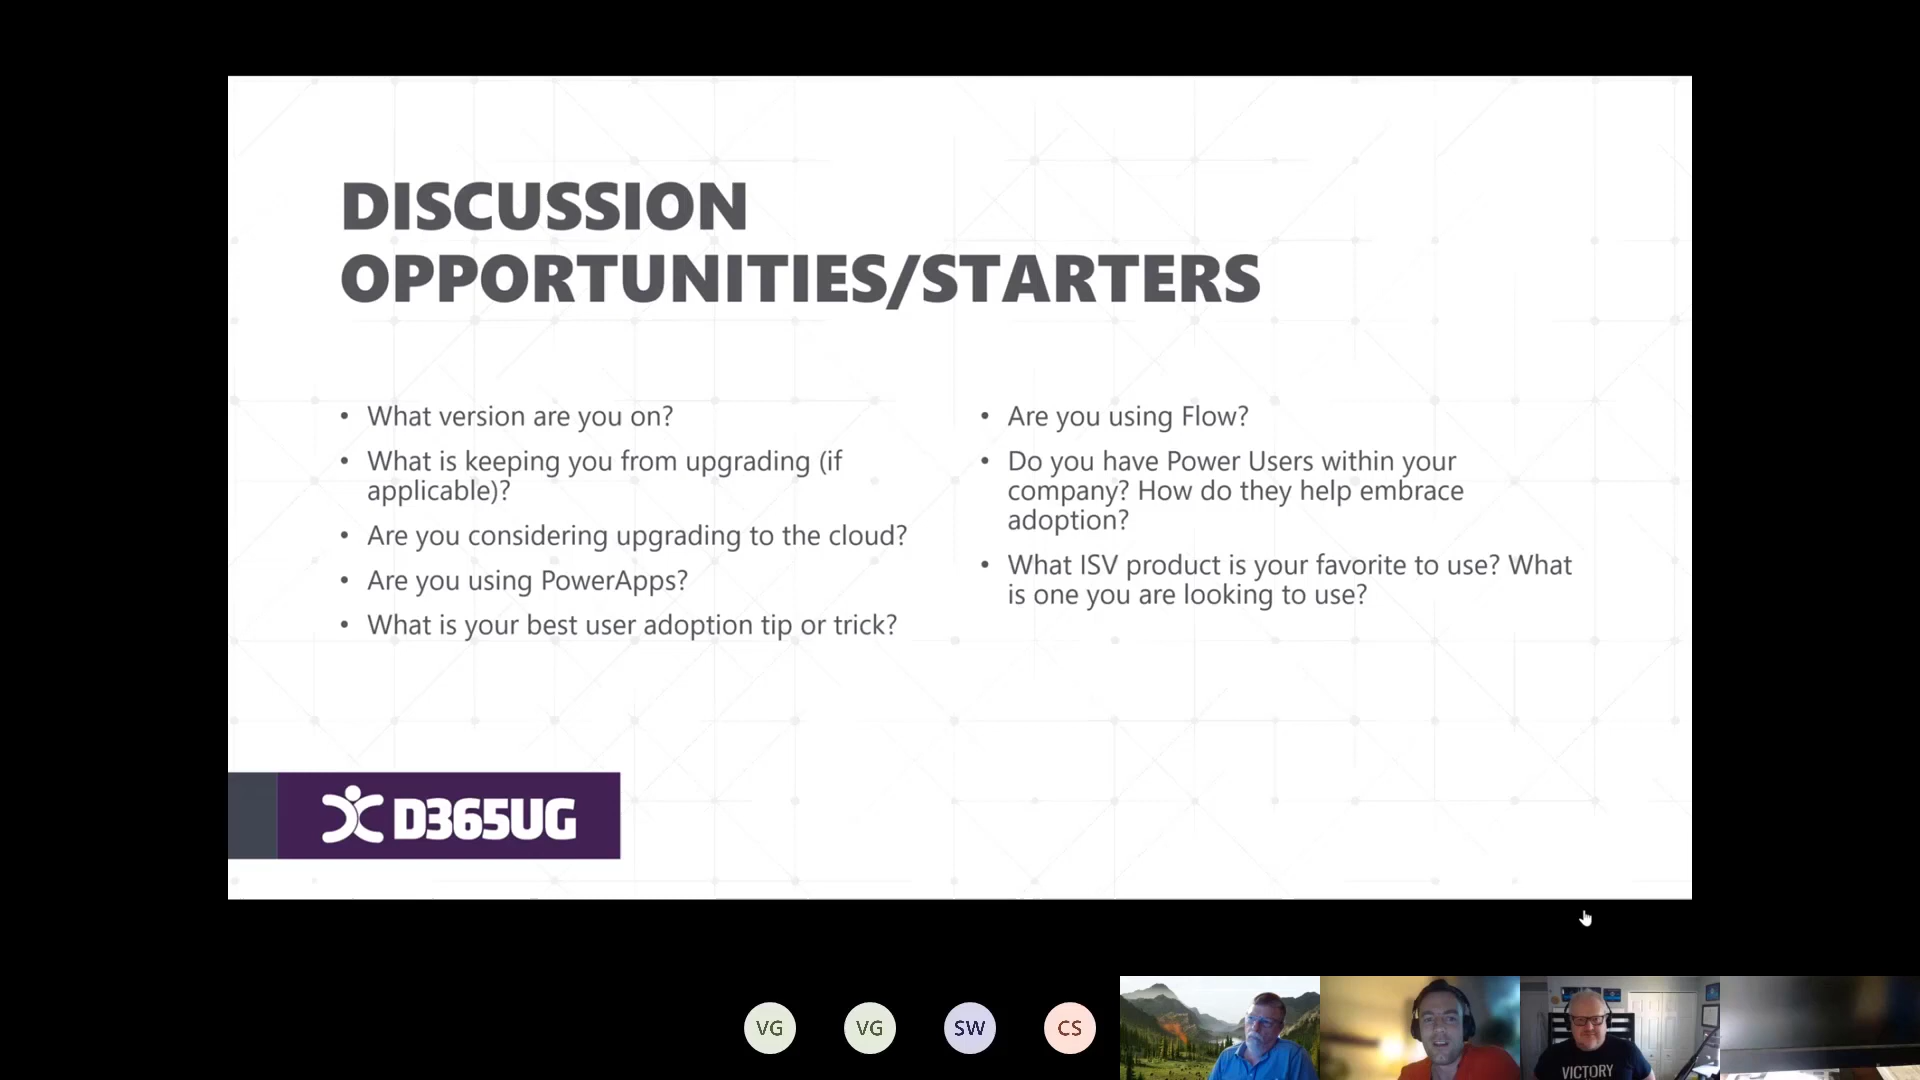 DISCUSSION
OPPORTUNITIES/STARTERS
• What version are you on?
• What is keeping you from upgrading (if
applicable)?
• Are you considering upgrading to the cloud?
• Are you using PowerApps?
• What is your best user adoption tip or trick?
• Are you using Flow?
• Do you have Power Users within your
company? How do they help embrace
adoption?
• What ISV product is your favorite to use? What
is one you are looking to use?
D365UG
VG
VG
SW
CS
VICTORY